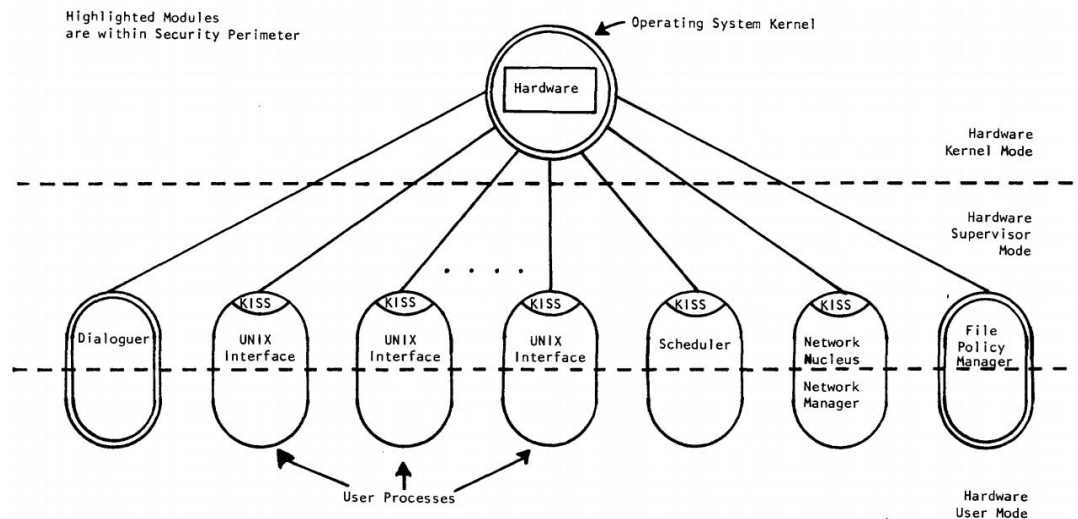 Highlighted Modules
are within Security Perimeter
Operating System Kernel
Hardware
Hardware
Kernel Mode
Hardware
Supervisor
Mode
KISS
KISS
KISS
KISS
KISS
Dialoguer
UNIX
Interface
UNIX
Interface
UNIX
Interface
Scheduler
Network
Nucleus
Network
Manager
File
Policy
Manager
User Processes
Hardware
User Mode